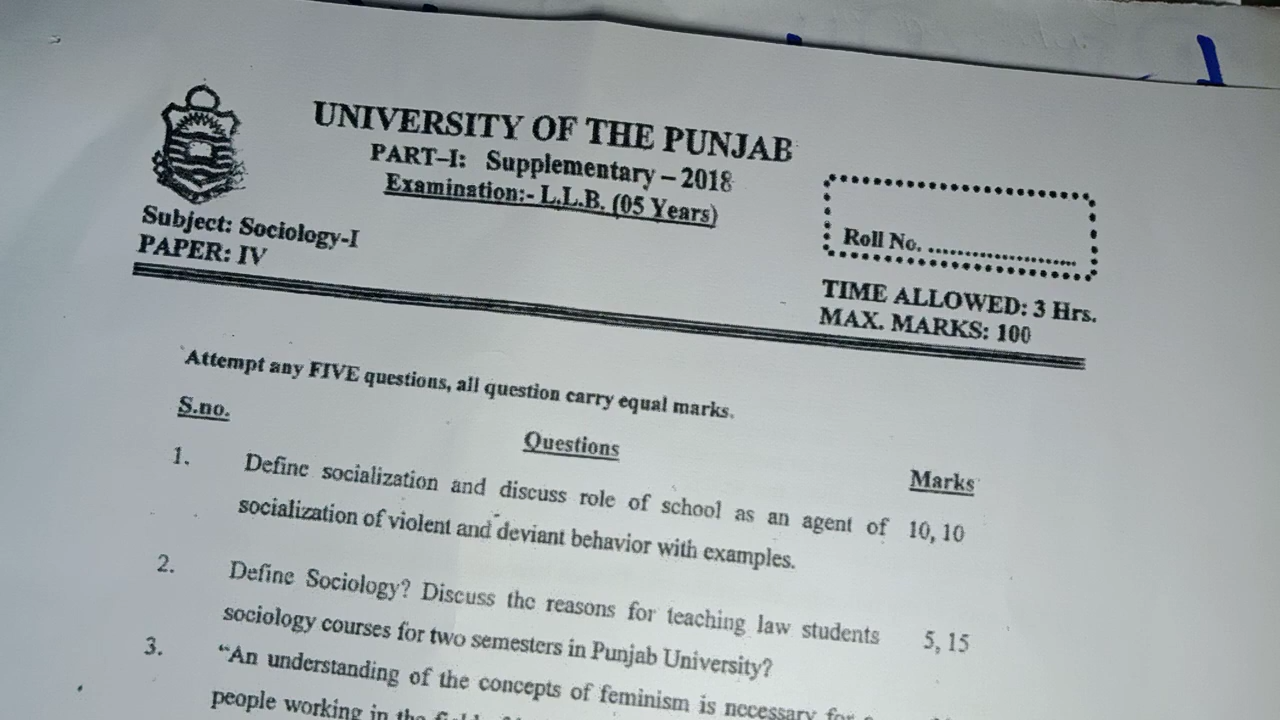 UNIVERSITY OF THE PUNJAB
PART–I: Supplementary – 2018
Examination:- L.L.B. (05 Years)
Subject: Sociology-I
PAPER: IV
Roll No. ......................
TIME ALLOWED: 3 Hrs.
MAX. MARKS: 100
Attempt any FIVE questions, all question carry equal marks.
S.no.
Questions
Marks
1. Define socialization and discuss role of school as an agent of 10, 10
socialization of violent and deviant behavior with examples.
2. Define Sociology? Discuss the reasons for teaching law students 5, 15
sociology courses for two semesters in Punjab University?
3. “An understanding of the concepts of feminism is necessary for
people working in the